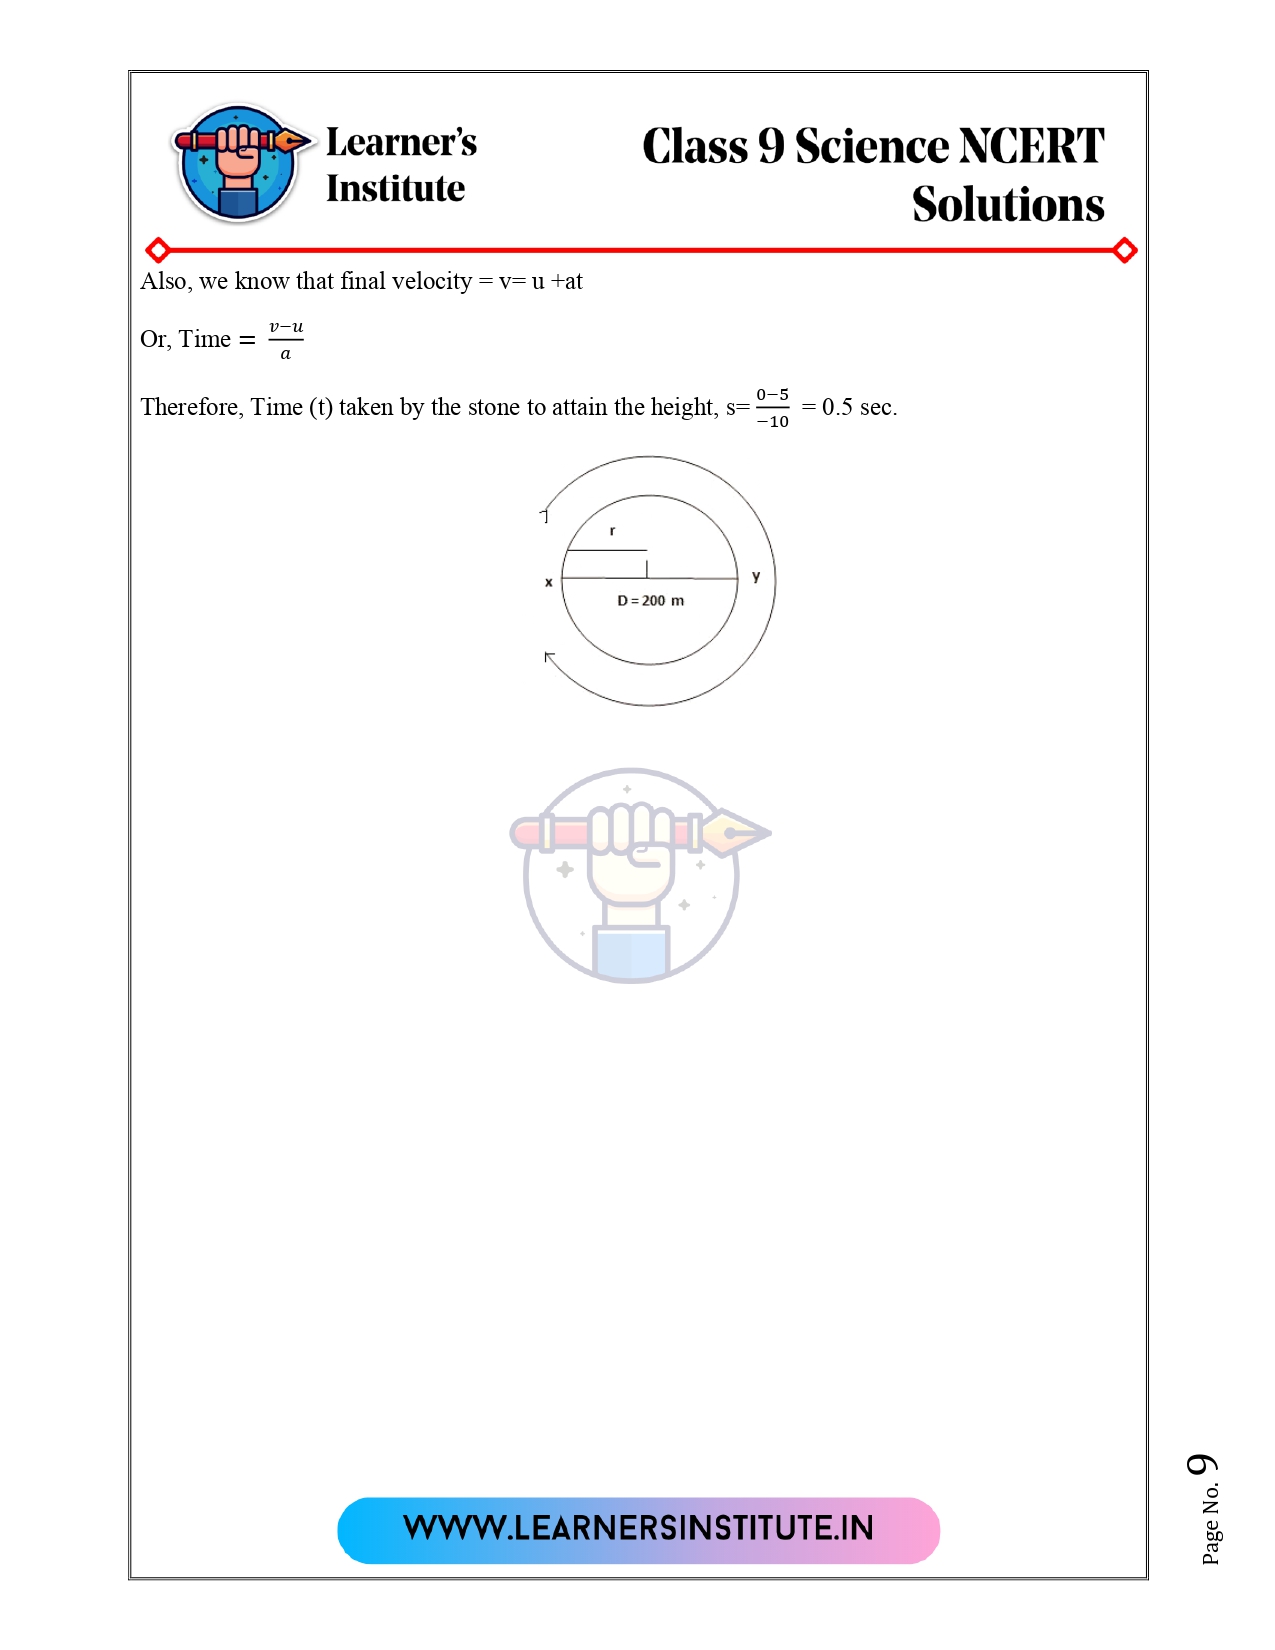 Learner's
Institute
Class 9 Science NCERT
Solutions
Also, we know that final velocity = v= u +at
Or, Time = v−u/a
Therefore, Time (t) taken by the stone to attain the height, s= 0−5/−10 = 0.5 sec.
r
x
y
D = 200 m
WWW.LEARNERSINSTITUTE.IN
Page No. 9